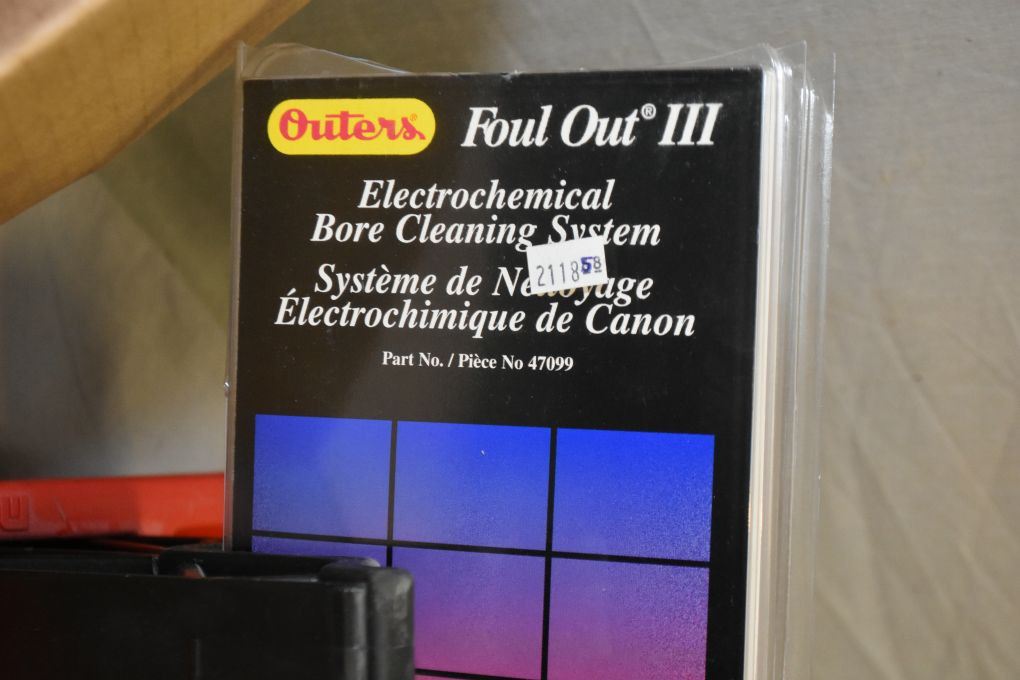 Outers®
Foul Out® III
Electrochemical
Bore Cleaning System
2118 58
Système de Nettoyage
Électrochimique de Canon
Part No. / Pièce No 47099